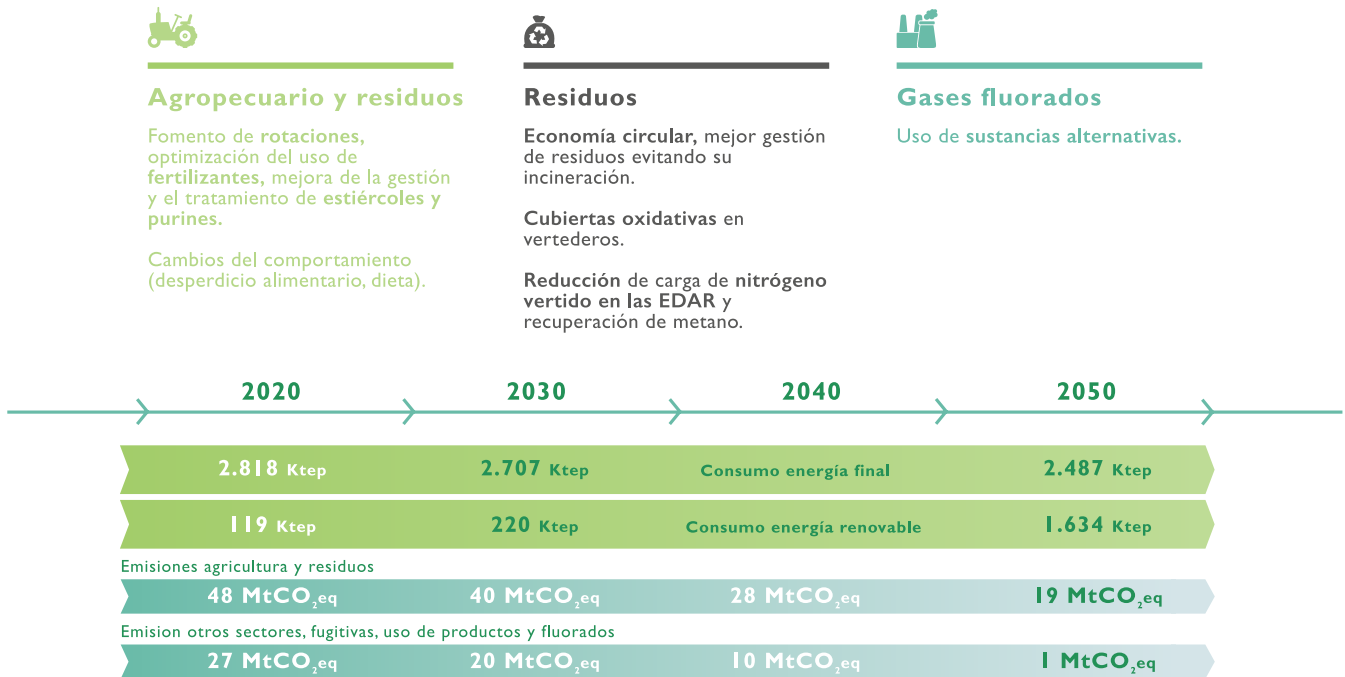 Agropecuario y residuos
Fomento de rotaciones,
optimización del uso de
fertilizantes, mejora de la gestión
y el tratamiento de estiércoles y
purines.
Cambios del comportamiento
(desperdicio alimentario, dieta).
Residuos
Economía circular, mejor gestión
de residuos evitando su
incineración.
Cubiertas oxidativas en
vertederos.
Reducción de carga de nitrógeno
vertido en las EDAR y
recuperación de metano.
Gases fluorados
Uso de sustancias alternativas.
2020 2030 2040 2050
2.818 Ktep 2.707 Ktep Consumo energía final 2.487 Ktep
119 Ktep 220 Ktep Consumo energía renovable 1.634 Ktep
Emisiones agricultura y residuos
48 MtCO₂eq 40 MtCO₂eq 28 MtCO₂eq 19 MtCO₂eq
Emision otros sectores, fugitivas, uso de productos y fluorados
27 MtCO₂eq 20 MtCO₂eq 10 MtCO₂eq 1 MtCO₂eq